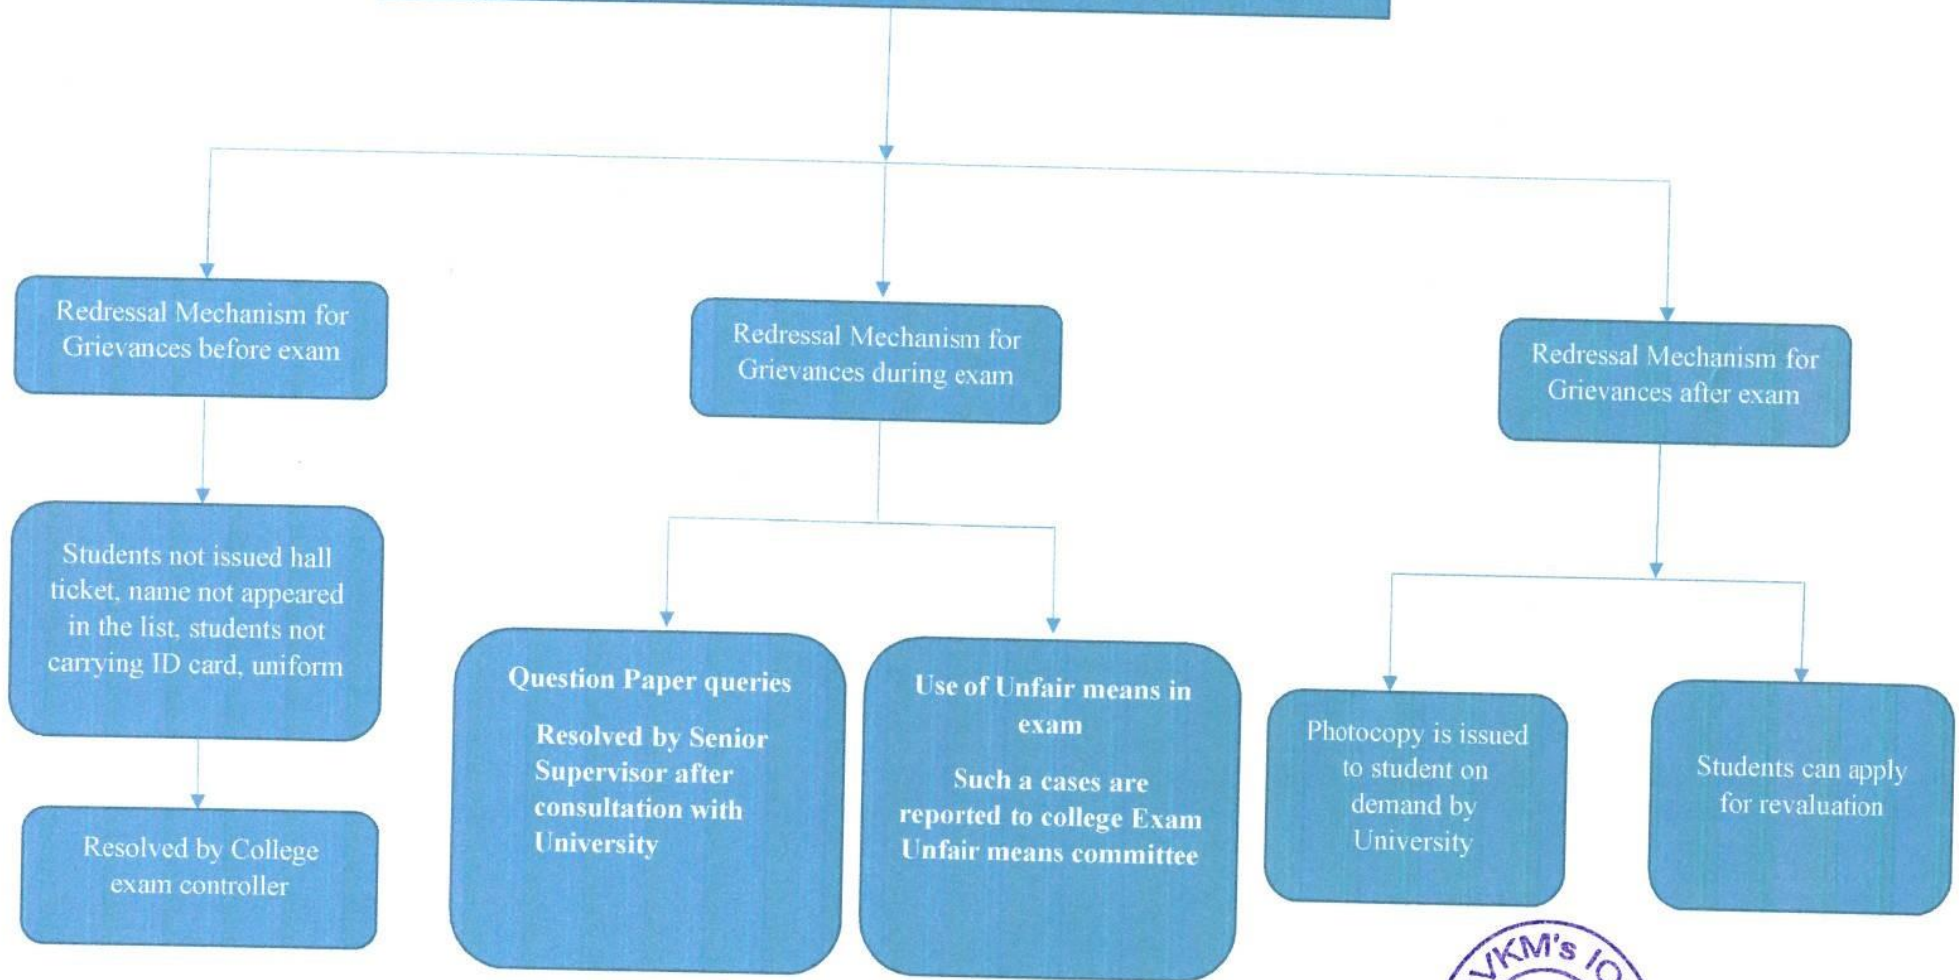 Redressal Mechanism for
Grievances before exam
Redressal Mechanism for
Grievances during exam
Redressal Mechanism for
Grievances after exam
Students not issued hall
ticket, name not appeared
in the list, students not
carrying ID card, uniform
Resolved by College
exam controller
Question Paper queries
Resolved by Senior
Supervisor after
consultation with
University
Use of Unfair means in
exam
Such a cases are
reported to college Exam
Unfair means committee
Photocopy is issued
to student on
demand by
University
Students can apply
for revaluation
VKM's IO